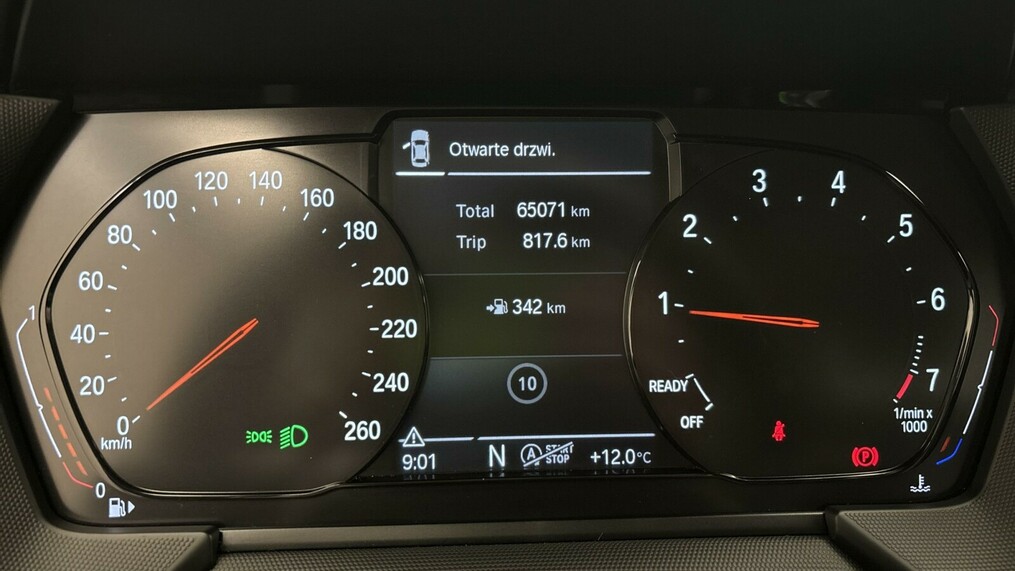 Otwarte drzwi.
Total 65071 km
Trip 817.6 km
342 km
10
9:01 N A START STOP +12.0°C
0 20 40 60 80 100 120 140 160 180 200 220 240 260
km/h
1 2 3 4 5 6 7
1/min x
1000
READY
OFF
1
0
P